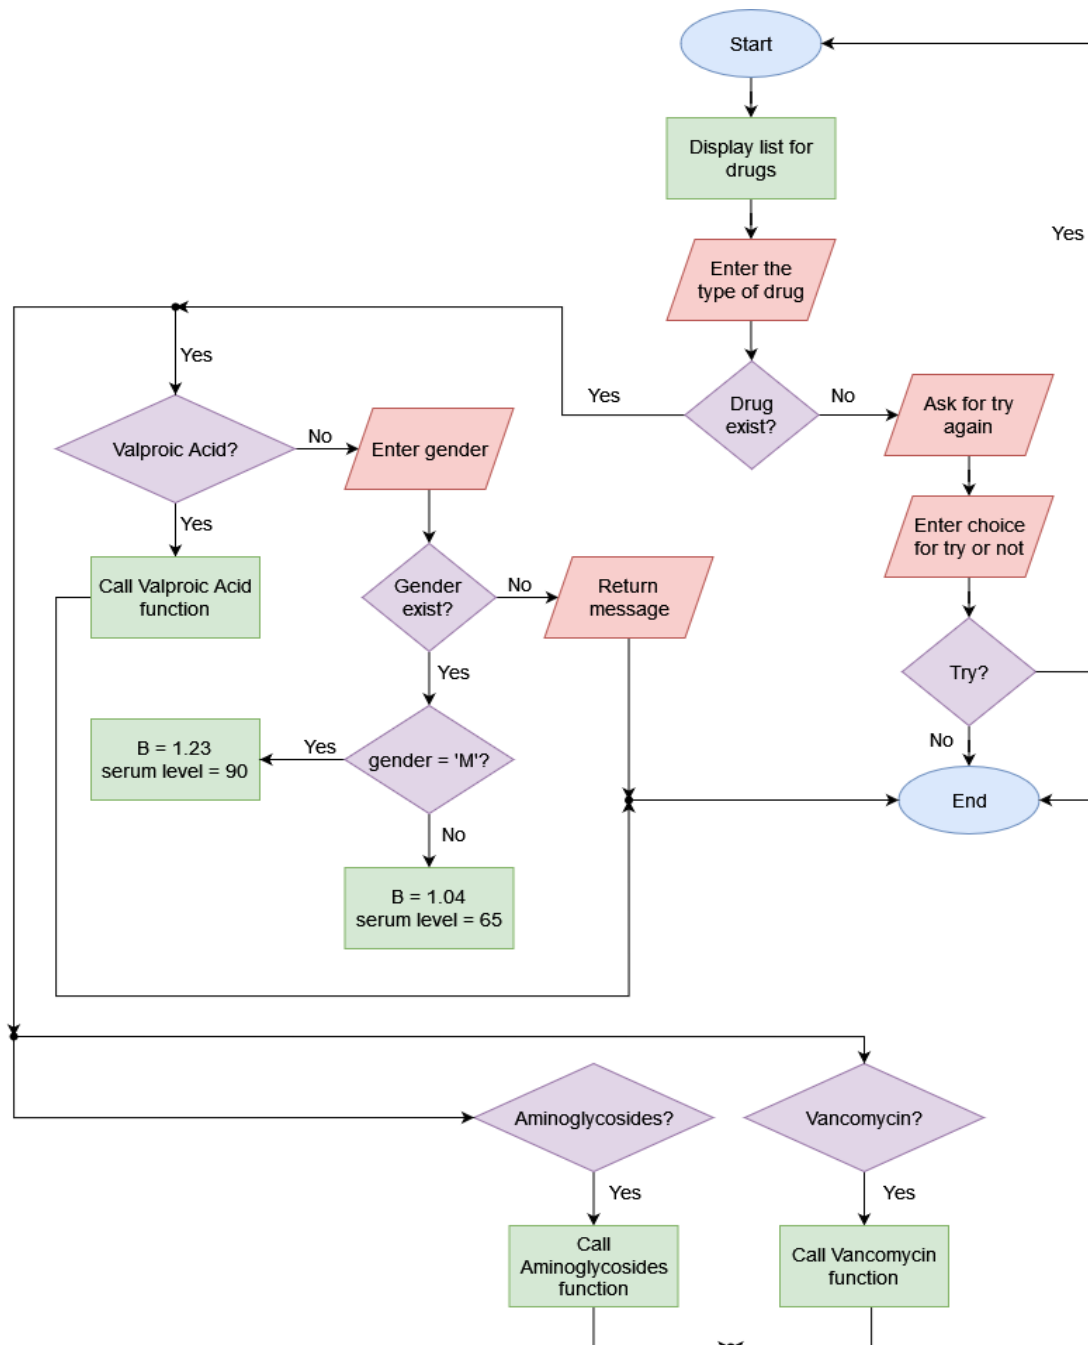 Start
Display list for
drugs
Yes
Enter the
type of drug
Yes
Drug
exist?
Yes
No
Ask for try
again
Valproic Acid?
No
Enter gender
Enter choice
for try or not
Yes
Call Valproic Acid
function
Gender
exist?
No
Return
message
Try?
Yes
No
B = 1.23
serum level = 90
Yes
gender = 'M'?
End
No
B = 1.04
serum level = 65
Aminoglycosides?
Vancomycin?
Yes
Yes
Call
Aminoglycosides
function
Call Vancomycin
function